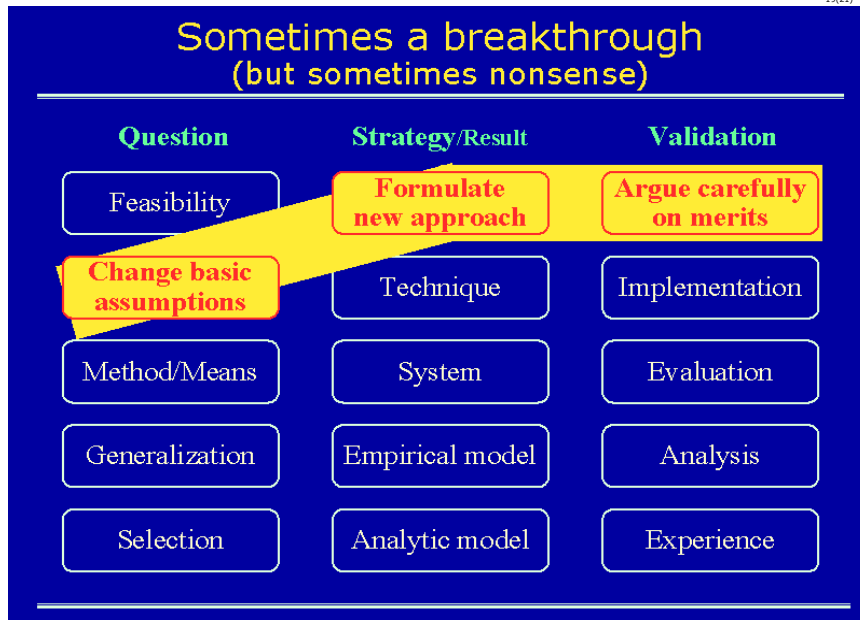 Sometimes a breakthrough
(but sometimes nonsense)
Question
Strategy/Result
Validation
Feasibility
Formulate
new approach
Argue carefully
on merits
Change basic
assumptions
Technique
Implementation
Method/Means
System
Evaluation
Generalization
Empirical model
Analysis
Selection
Analytic model
Experience